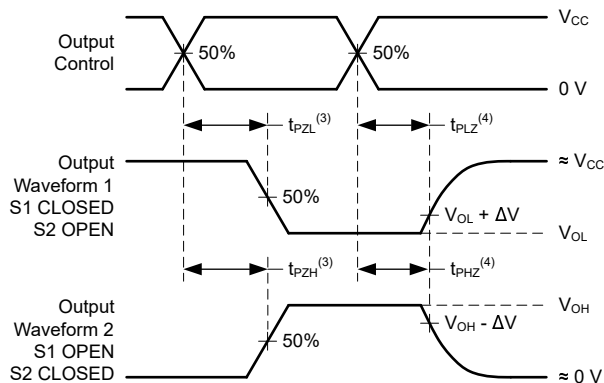 V_CC
Output
Control
50%
50%
0 V
t_PZL(3)
t_PLZ(4)
Output
Waveform 1
S1 CLOSED
S2 OPEN
≈ V_CC
50%
V_OL + ΔV
V_OL
t_PZH(3)
t_PHZ(4)
Output
Waveform 2
S1 OPEN
S2 CLOSED
V_OH
50%
V_OH - ΔV
≈ 0 V